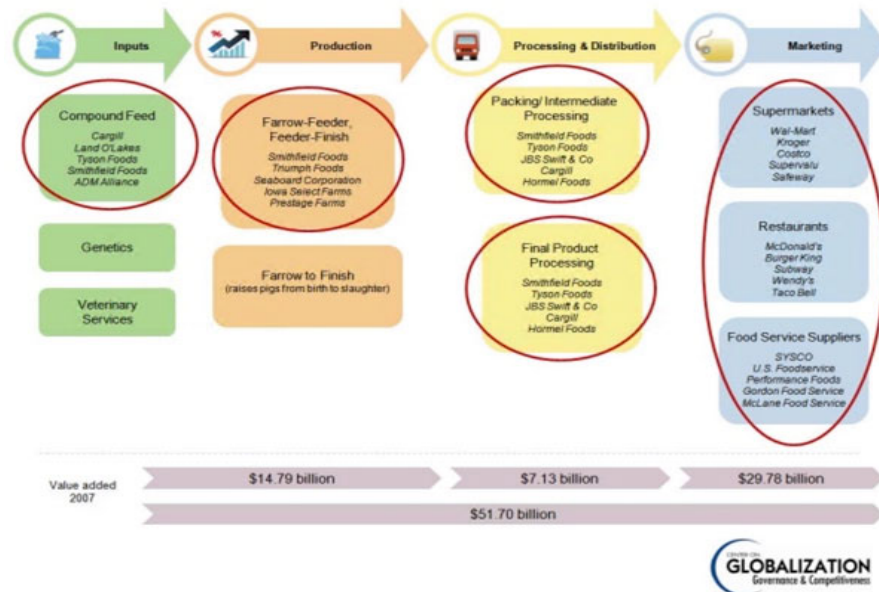 Inputs
Production
Processing & Distribution
Marketing
Compound Feed
Cargill
Land O'Lakes
Tyson Foods
Smithfield Foods
ADM Alliance
Genetics
Veterinary
Services
Farrow-Feeder,
Feeder-Finish
Smithfield Foods
Triumph Foods
Seaboard Corporation
Iowa Select Farms
Prestage Farms
Farrow to Finish
(raises pigs from birth to slaughter)
Packing/ Intermediate
Processing
Smithfield Foods
Tyson Foods
JBS Swift & Co
Cargill
Hormel Foods
Final Product
Processing
Smithfield Foods
Tyson Foods
JBS Swift & Co
Cargill
Hormel Foods
Supermarkets
Wal-Mart
Kroger
Costco
Supervalu
Safeway
Restaurants
McDonald's
Burger King
Subway
Wendy's
Taco Bell
Food Service Suppliers
SYSCO
U.S. Foodservice
Performance Foods
Gordon Food Service
McLane Food Service
Value added
2007
$14.79 billion
$7.13 billion
$29.78 billion
$51.70 billion
CENTER ON
GLOBALIZATION
Governance & Competitiveness